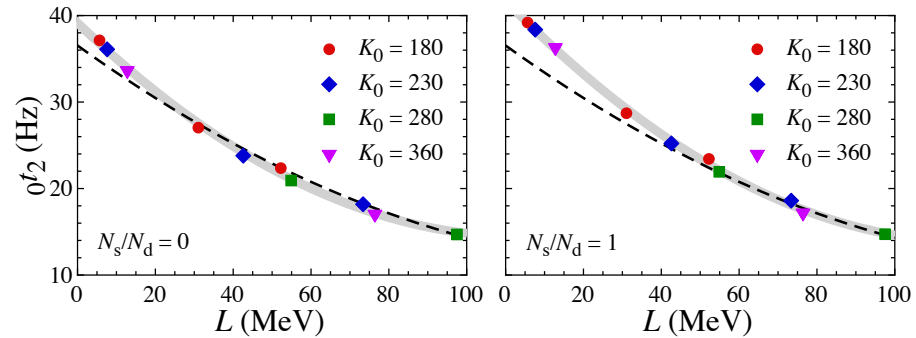 40
30
20
10
₀t₂ (Hz)
K₀ = 180
K₀ = 230
K₀ = 280
K₀ = 360
Nₛ/N_d = 0
0 20 40 60 80 100
L (MeV)
K₀ = 180
K₀ = 230
K₀ = 280
K₀ = 360
Nₛ/N_d = 1
0 20 40 60 80 100
L (MeV)